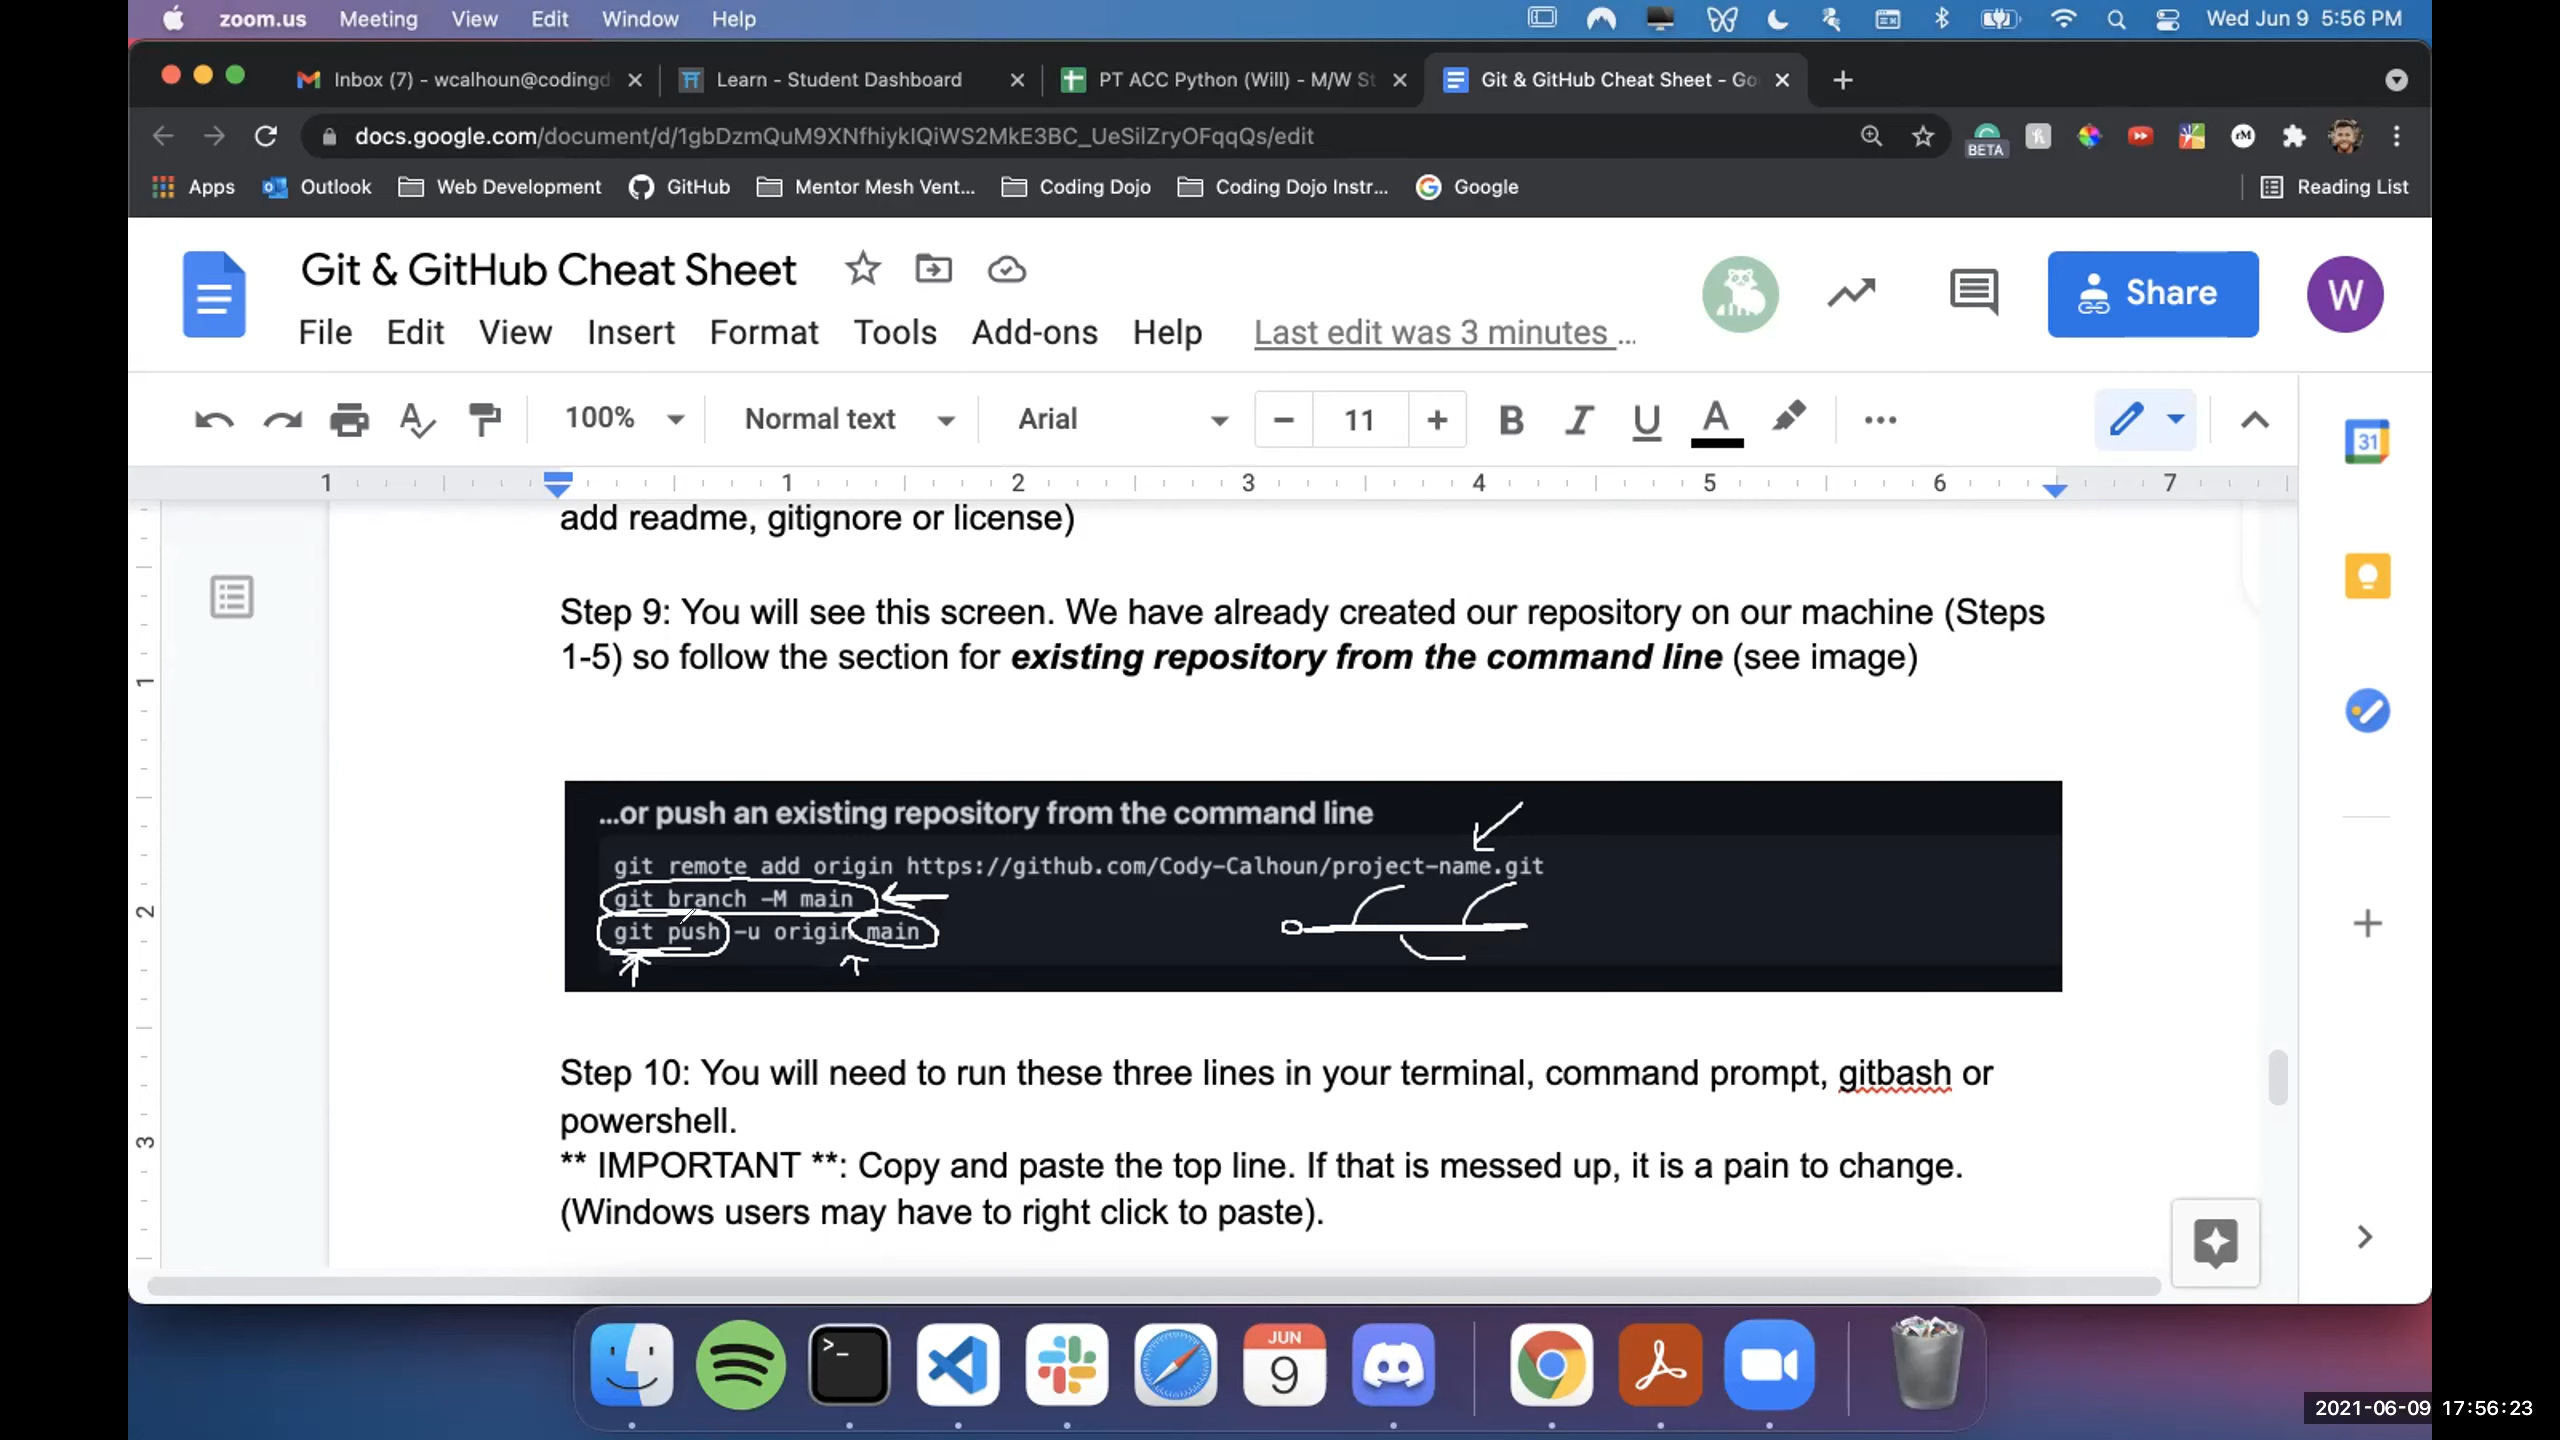 zoom.us Meeting View Edit Window Help Wed Jun 9 5:56 PM
Inbox (7) - wcalhoun@codingd
Learn - Student Dashboard
PT ACC Python (Will) - M/W St
Git & GitHub Cheat Sheet - Go
docs.google.com/document/d/1gbDzmQuM9XNfhiykIQiWS2MkE3BC_UeSilZryOFqqQs/edit
BETA
rM
Apps Outlook Web Development GitHub Mentor Mesh Vent... Coding Dojo Coding Dojo Instr... Google Reading List
Git & GitHub Cheat Sheet
Share
W
File Edit View Insert Format Tools Add-ons Help Last edit was 3 minutes ...
100% Normal text Arial 11 B I U A
31
1 1 2 3 4 5 6 7
add readme, gitignore or license)
Step 9: You will see this screen. We have already created our repository on our machine (Steps
1-5) so follow the section for existing repository from the command line (see image)
1
...or push an existing repository from the command line
git remote add origin https://github.com/Cody-Calhoun/project-name.git
git branch -M main
2
git push -u origin main
Step 10: You will need to run these three lines in your terminal, command prompt, gitbash or
powershell.
3
** IMPORTANT **: Copy and paste the top line. If that is messed up, it is a pain to change.
(Windows users may have to right click to paste).
JUN
9
2021-06-09 17:56:23